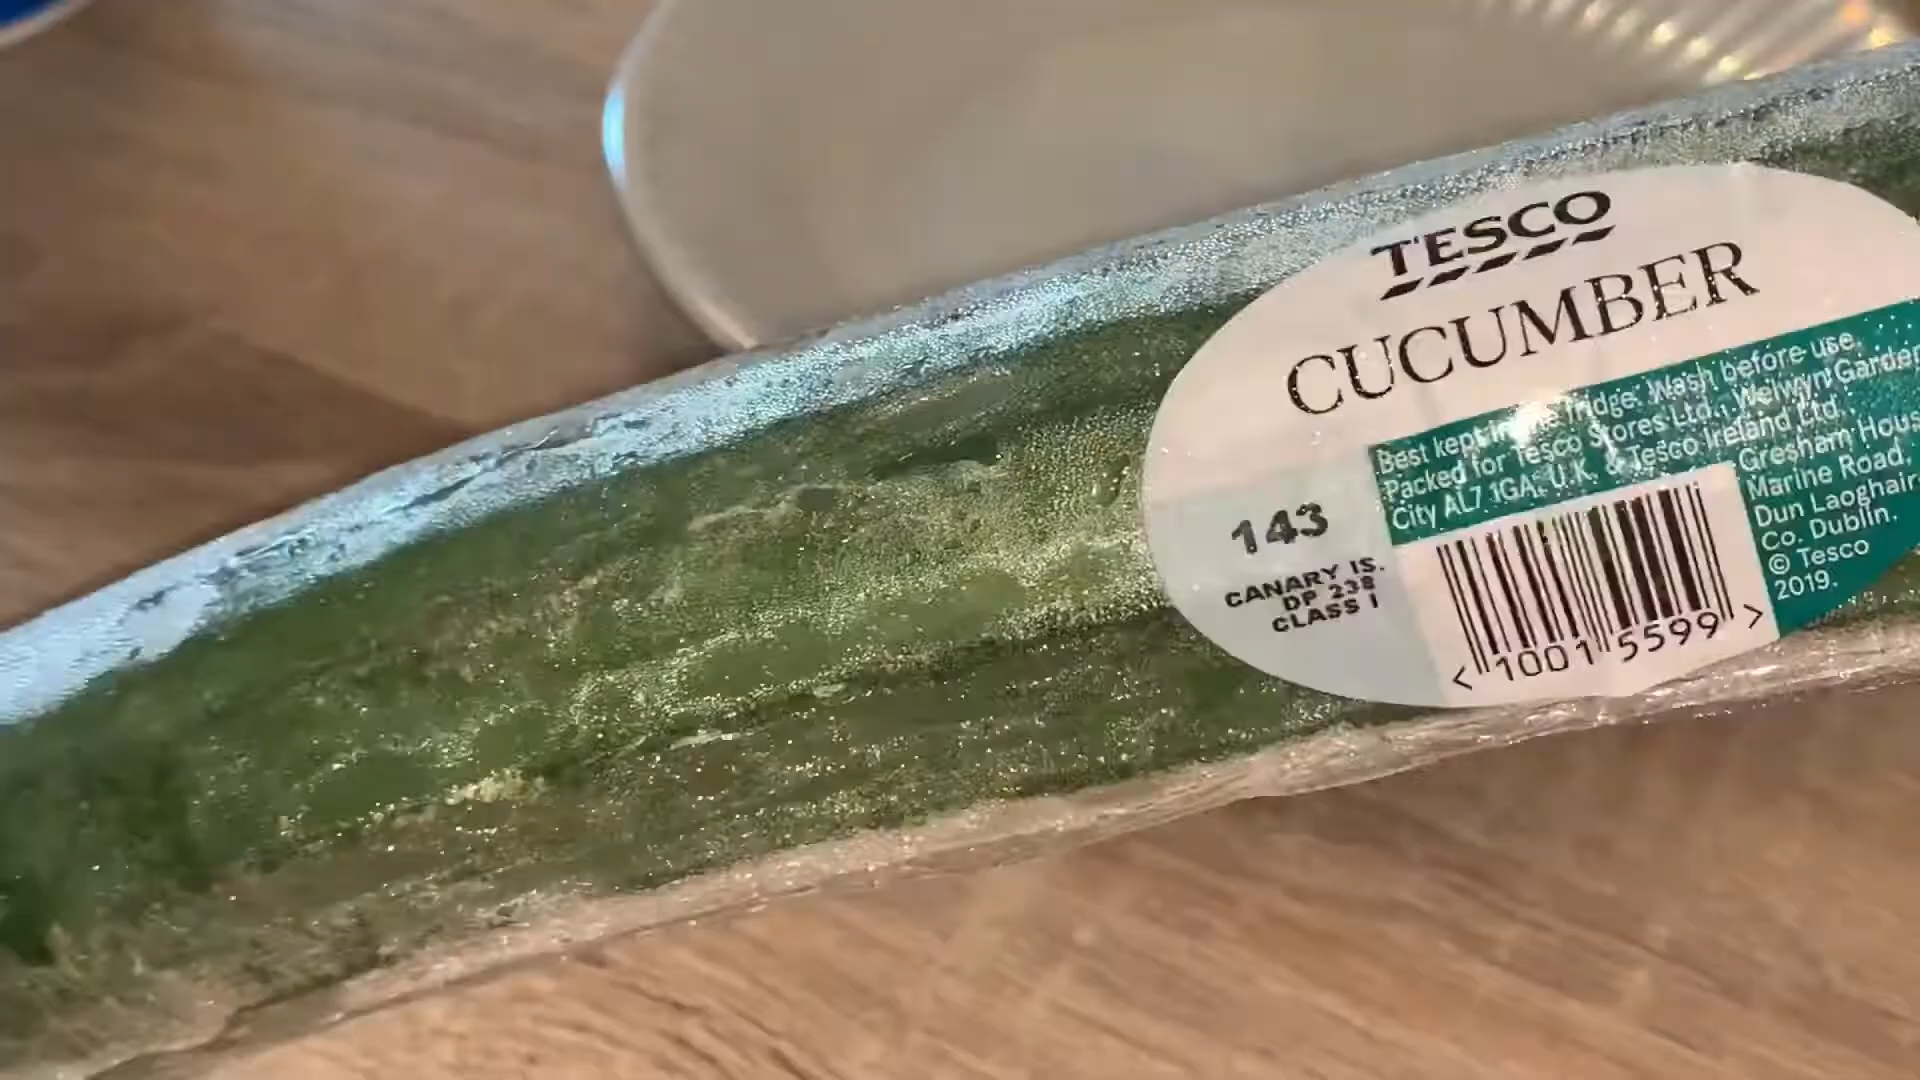 TESCO
CUCUMBER
Best kept in the fridge. Wash before use.
Packed for Tesco Stores Ltd., Welwyn Garden
City AL7 1GA, U.K. & Tesco Ireland Ltd.,
Gresham House
Marine Road,
Dun Laoghaire
Co. Dublin.
© Tesco
2019.
143
CANARY IS.
DP 238
CLASS I
< 1001 5599 >